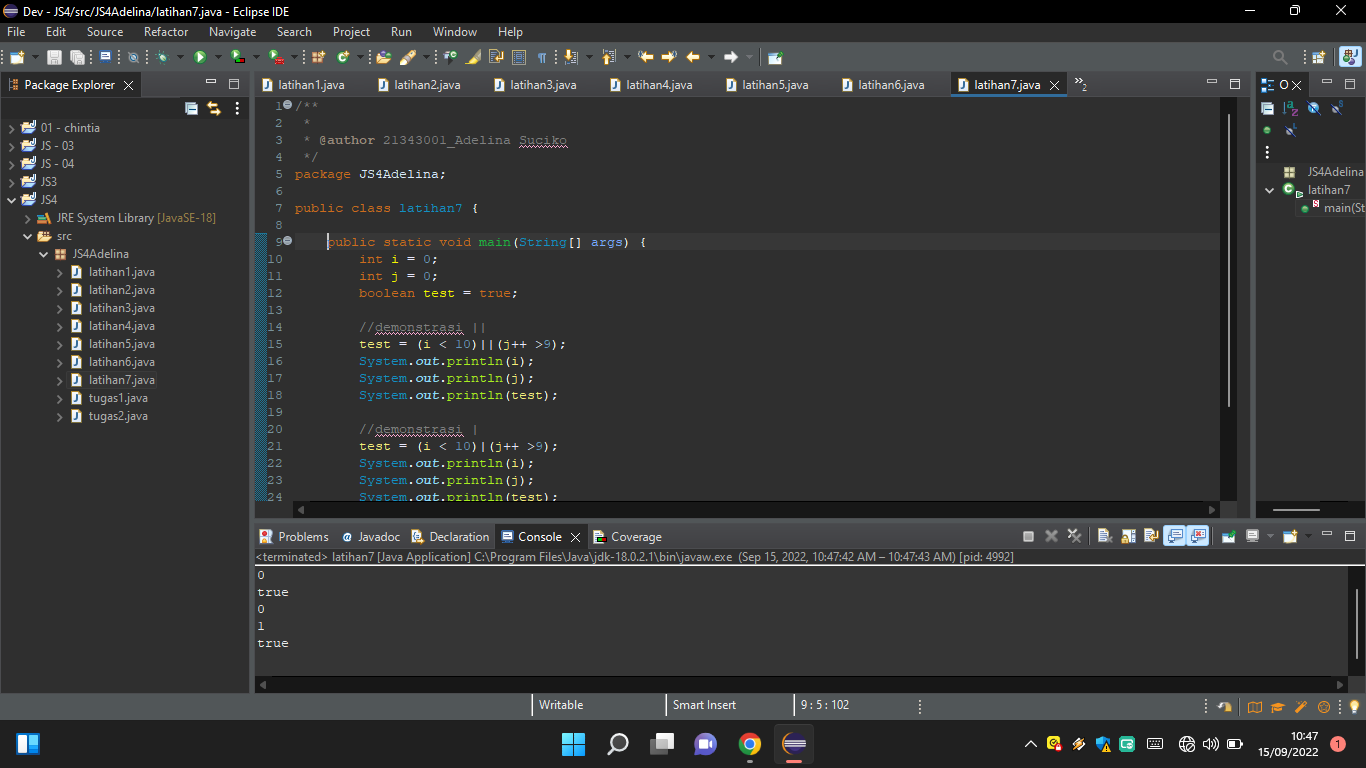 Dev - JS4/src/JS4Adelina/latihan7.java - Eclipse IDE
File Edit Source Refactor Navigate Search Project Run Window Help
Package Explorer
01 - chintia
JS - 03
JS - 04
JS3
JS4
JRE System Library [JavaSE-18]
src
JS4Adelina
latihan1.java
latihan2.java
latihan3.java
latihan4.java
latihan5.java
latihan6.java
latihan7.java
tugas1.java
tugas2.java
latihan1.java latihan2.java latihan3.java latihan4.java latihan5.java latihan6.java latihan7.java »2
1 /**
2 *
3 * @author 21343001_Adelina Suciko
4 */
5 package JS4Adelina;
6
7 public class latihan7 {
8
9 public static void main(String[] args) {
10 int i = 0;
11 int j = 0;
12 boolean test = true;
13
14 //demonstrasi ||
15 test = (i < 10)||(j++ >9);
16 System.out.println(i);
17 System.out.println(j);
18 System.out.println(test);
19
20 //demonstrasi |
21 test = (i < 10)|(j++ >9);
22 System.out.println(i);
23 System.out.println(j);
24 System.out.println(test);
O
JS4Adelina
latihan7
main(St
Problems Javadoc Declaration Console Coverage
<terminated> latihan7 [Java Application] C:\Program Files\Java\jdk-18.0.2.1\bin\javaw.exe (Sep 15, 2022, 10:47:42 AM – 10:47:43 AM) [pid: 4992]
0
true
0
1
true
Writable Smart Insert 9 : 5 : 102
10:47
15/09/2022
1